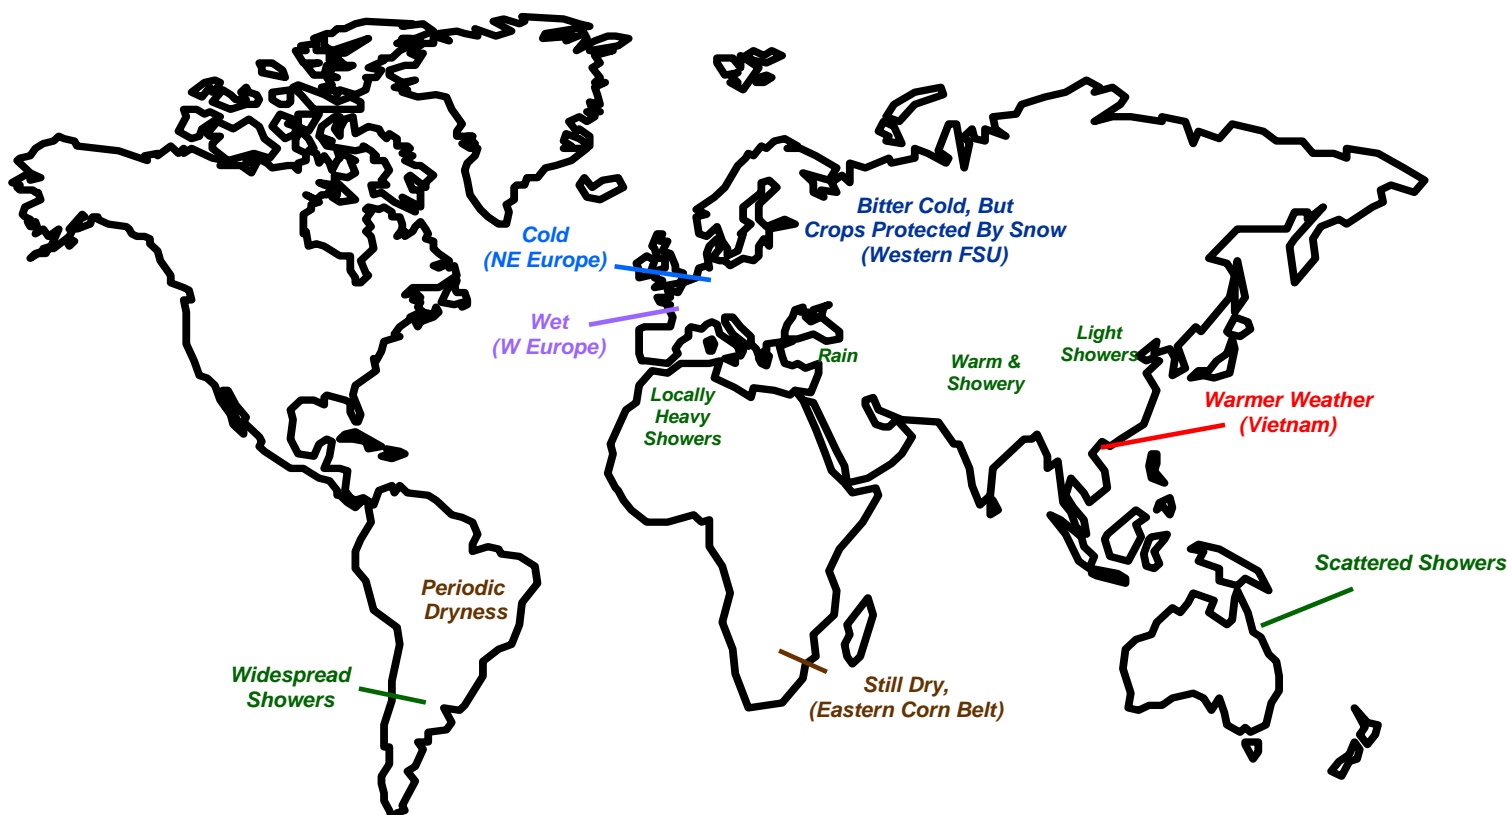 Bitter Cold, But
Crops Protected By Snow
(Western FSU)
Cold
(NE Europe)
Wet
(W Europe)
Rain
Light
Showers
Warm &
Showery
Locally
Heavy
Showers
Warmer Weather
(Vietnam)
Scattered Showers
Periodic
Dryness
Widespread
Showers
Still Dry,
(Eastern Corn Belt)